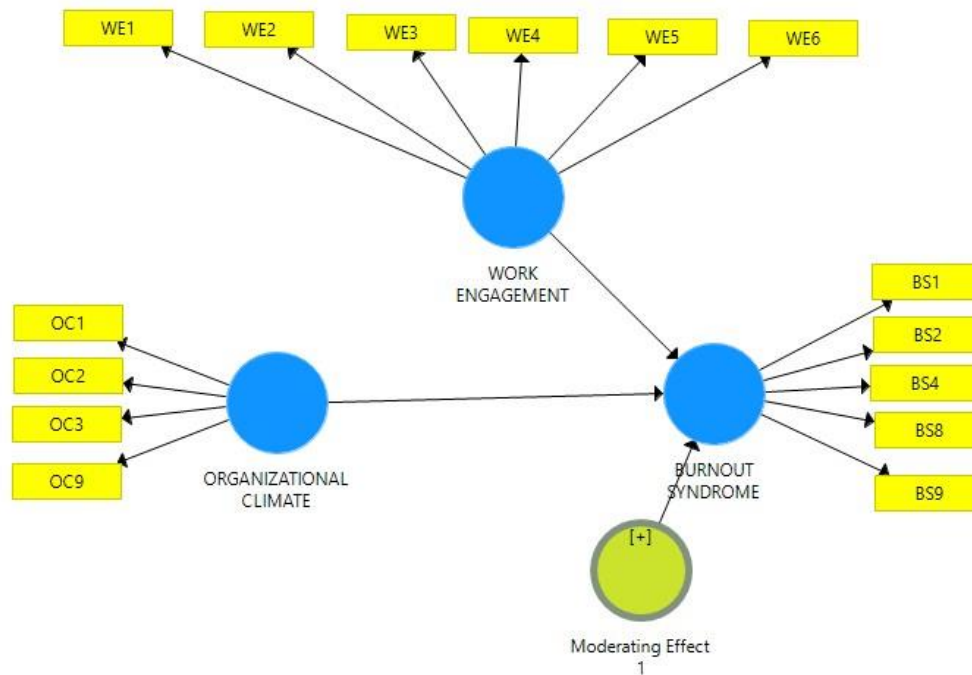 WE1
WE2
WE3
WE4
WE5
WE6
WORK
ENGAGEMENT
OC1
OC2
OC3
OC9
ORGANIZATIONAL
CLIMATE
BS1
BS2
BS4
BS8
BS9
BURNOUT
SYNDROME
[+]
Moderating Effect
1